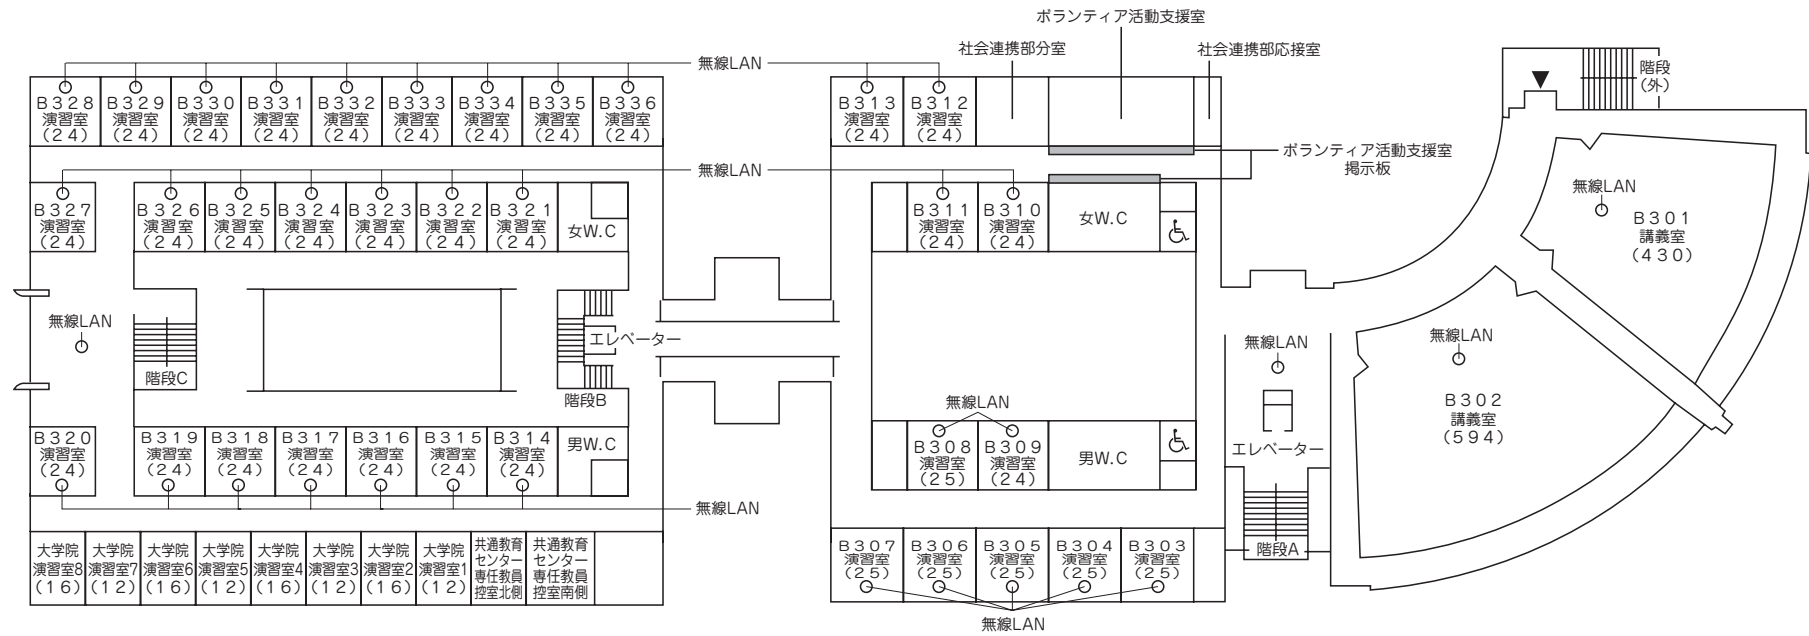 ボランティア活動支援室
社会連携部分室
社会連携部応接室
無線LAN
階段
(外)
B328
演習室
(24)
B329
演習室
(24)
B330
演習室
(24)
B331
演習室
(24)
B332
演習室
(24)
B333
演習室
(24)
B334
演習室
(24)
B335
演習室
(24)
B336
演習室
(24)
B313
演習室
(24)
B312
演習室
(24)
ボランティア活動支援室
掲示板
無線LAN
B327
演習室
(24)
B326
演習室
(24)
B325
演習室
(24)
B324
演習室
(24)
B323
演習室
(24)
B322
演習室
(24)
B321
演習室
(24)
女W.C
B311
演習室
(24)
B310
演習室
(24)
女W.C
無線LAN
B301
講義室
(430)
無線LAN
階段C
エレベーター
階段B
無線LAN
無線LAN
B302
講義室
(594)
エレベーター
階段A
無線LAN
B320
演習室
(24)
B319
演習室
(24)
B318
演習室
(24)
B317
演習室
(24)
B316
演習室
(24)
B315
演習室
(24)
B314
演習室
(24)
男W.C
B308
演習室
(25)
B309
演習室
(24)
男W.C
無線LAN
大学院
演習室8
(16)
大学院
演習室7
(12)
大学院
演習室6
(16)
大学院
演習室5
(12)
大学院
演習室4
(16)
大学院
演習室3
(12)
大学院
演習室2
(16)
大学院
演習室1
(12)
共通教育
センター
専任教員
控室北側
共通教育
センター
専任教員
控室南側
B307
演習室
(25)
B306
演習室
(25)
B305
演習室
(25)
B304
演習室
(25)
B303
演習室
(25)
無線LAN